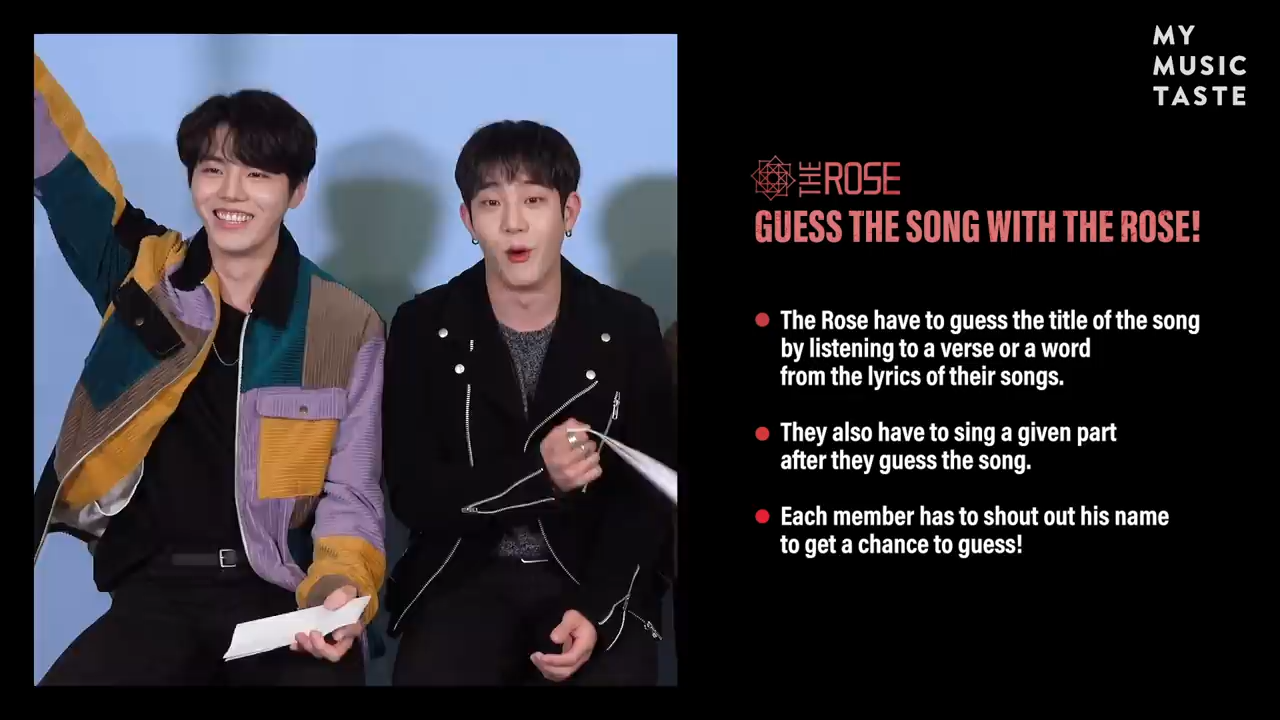 MY
MUSIC
TASTE
THE ROSE
GUESS THE SONG WITH THE ROSE!
The Rose have to guess the title of the song
by listening to a verse or a word
from the lyrics of their songs.
They also have to sing a given part
after they guess the song.
Each member has to shout out his name
to get a chance to guess!